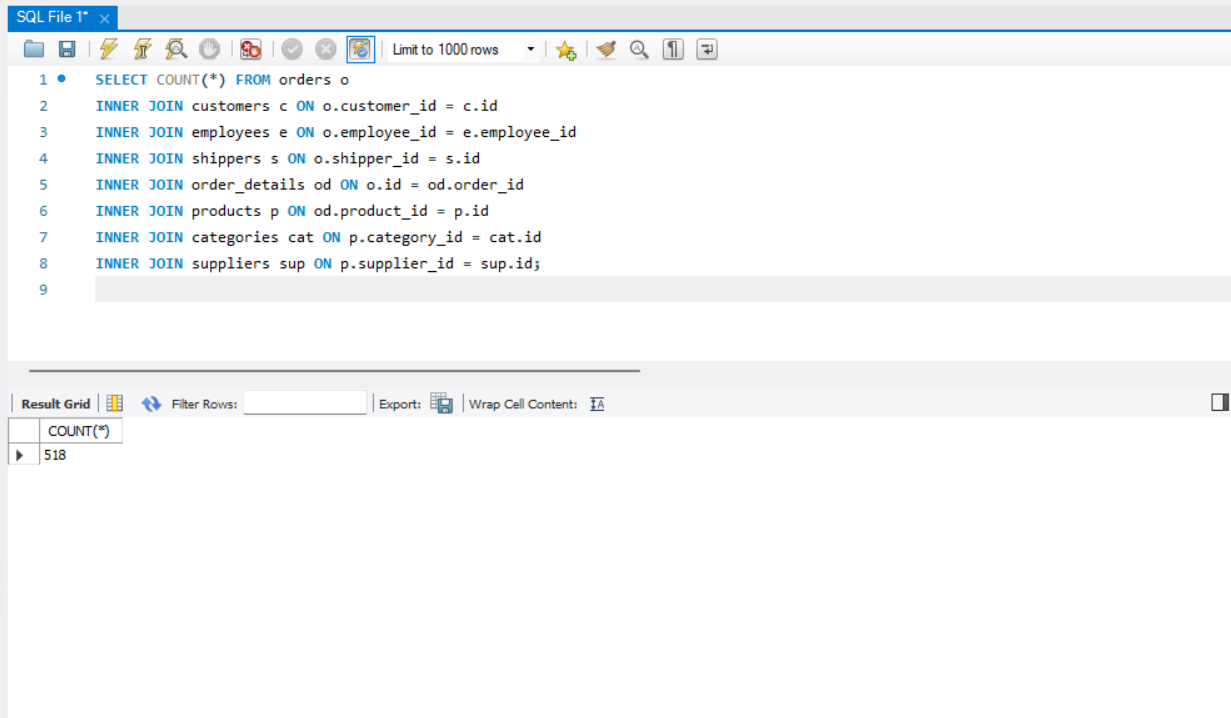 SQL File 1*
Limit to 1000 rows
1 SELECT COUNT(*) FROM orders o
2 INNER JOIN customers c ON o.customer_id = c.id
3 INNER JOIN employees e ON o.employee_id = e.employee_id
4 INNER JOIN shippers s ON o.shipper_id = s.id
5 INNER JOIN order_details od ON o.id = od.order_id
6 INNER JOIN products p ON od.product_id = p.id
7 INNER JOIN categories cat ON p.category_id = cat.id
8 INNER JOIN suppliers sup ON p.supplier_id = sup.id;
9
Result Grid Filter Rows: Export: Wrap Cell Content:
COUNT(*)
518